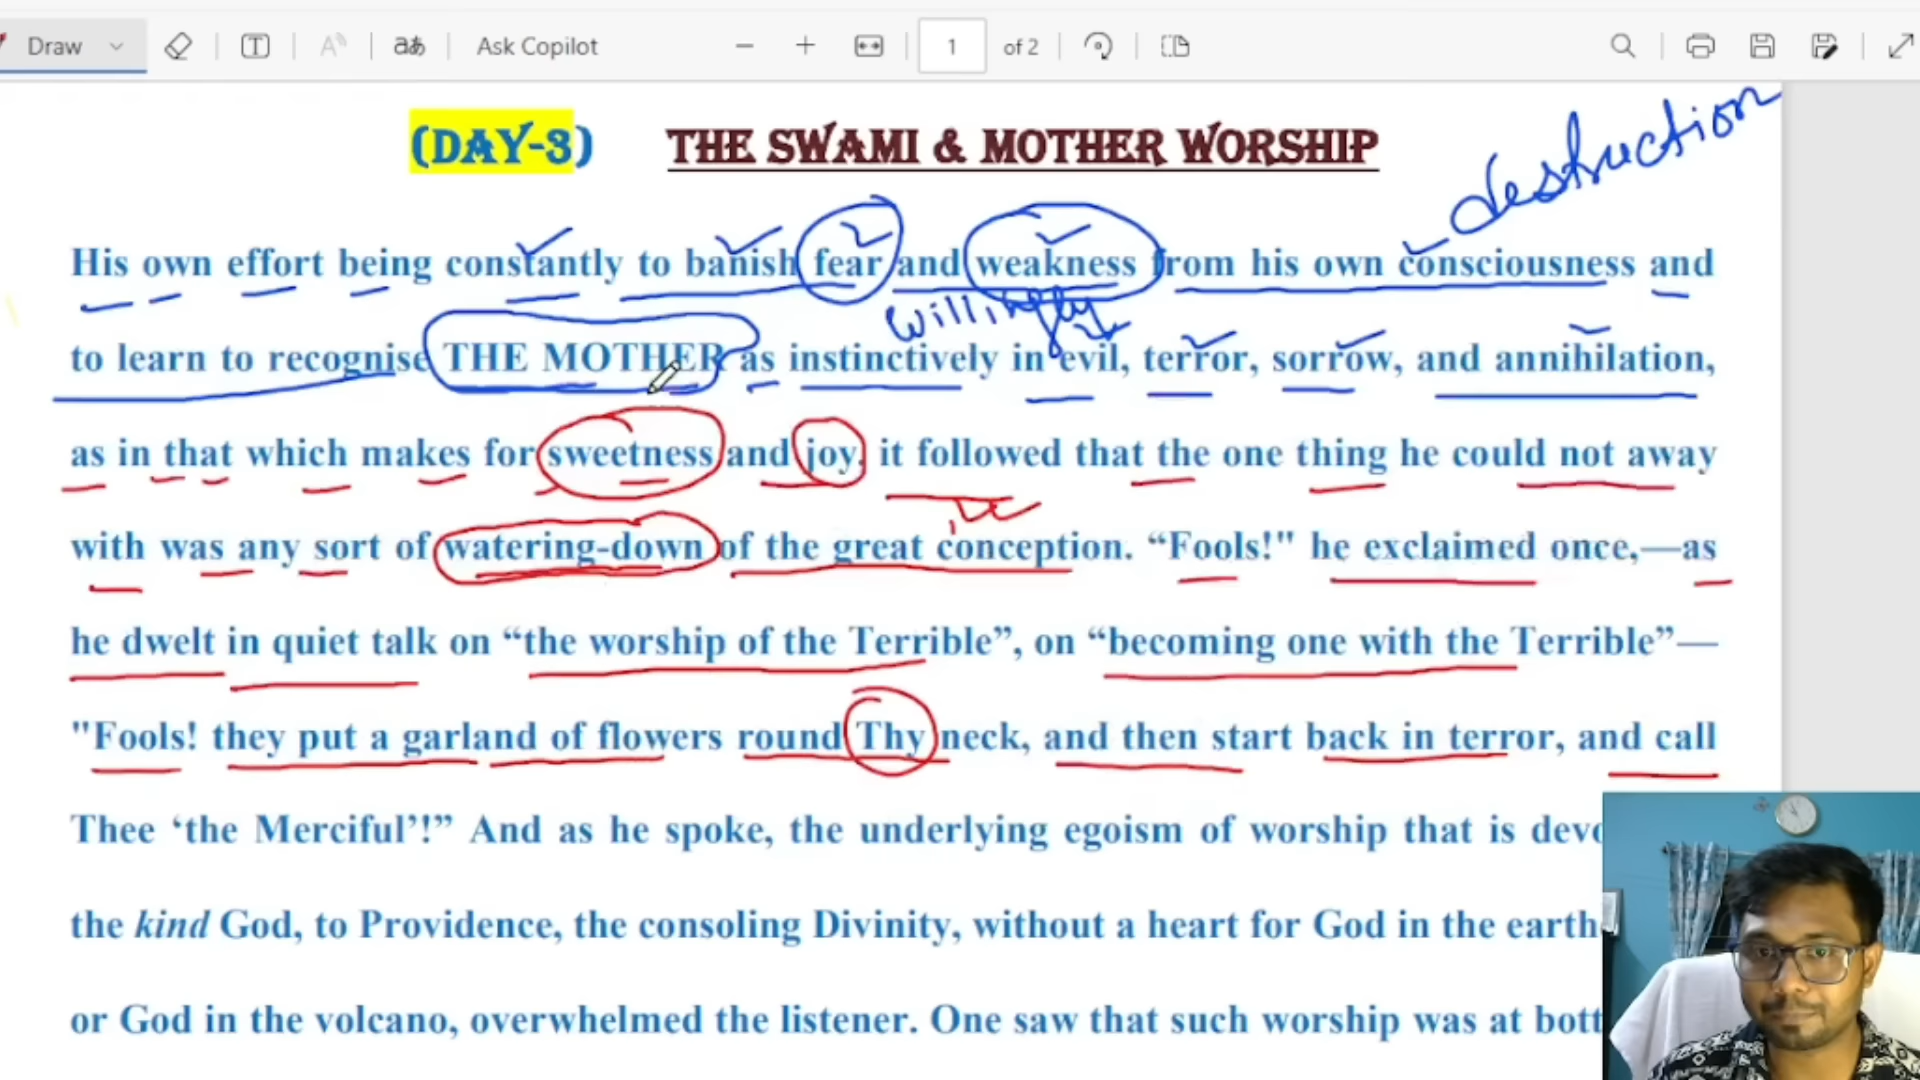 Draw aあ Ask Copilot 1 of 2
(DAY-3) THE SWAMI & MOTHER WORSHIP
destruction
His own effort being constantly to banish fear and weakness from his own consciousness and
willingly
to learn to recognise THE MOTHER as instinctively in evil, terror, sorrow, and annihilation,
as in that which makes for sweetness and joy, it followed that the one thing he could not away
with was any sort of watering-down of the great conception. “Fools!" he exclaimed once,—as
he dwelt in quiet talk on “the worship of the Terrible”, on “becoming one with the Terrible”—
"Fools! they put a garland of flowers round Thy neck, and then start back in terror, and call
Thee ‘the Merciful’!” And as he spoke, the underlying egoism of worship that is
the kind God, to Providence, the consoling Divinity, without a heart for God in the earth
or God in the volcano, overwhelmed the listener. One saw that such worship was at